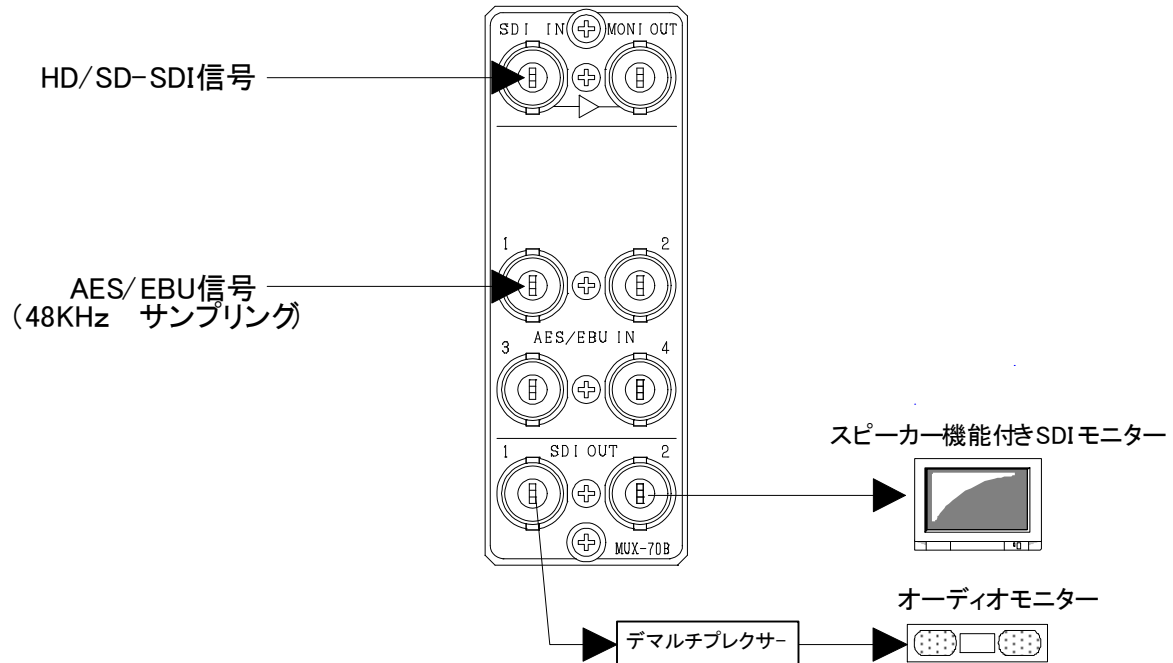 SDI IN MONI OUT
HD/SD-SDI信号
1 2
AES/EBU信号
(48KHz サンプリング)
AES/EBU IN
3 4
スピーカー機能付きSDIモニター
1 SDI OUT 2
MUX-70B
オーディオモニター
デマルチプレクサー